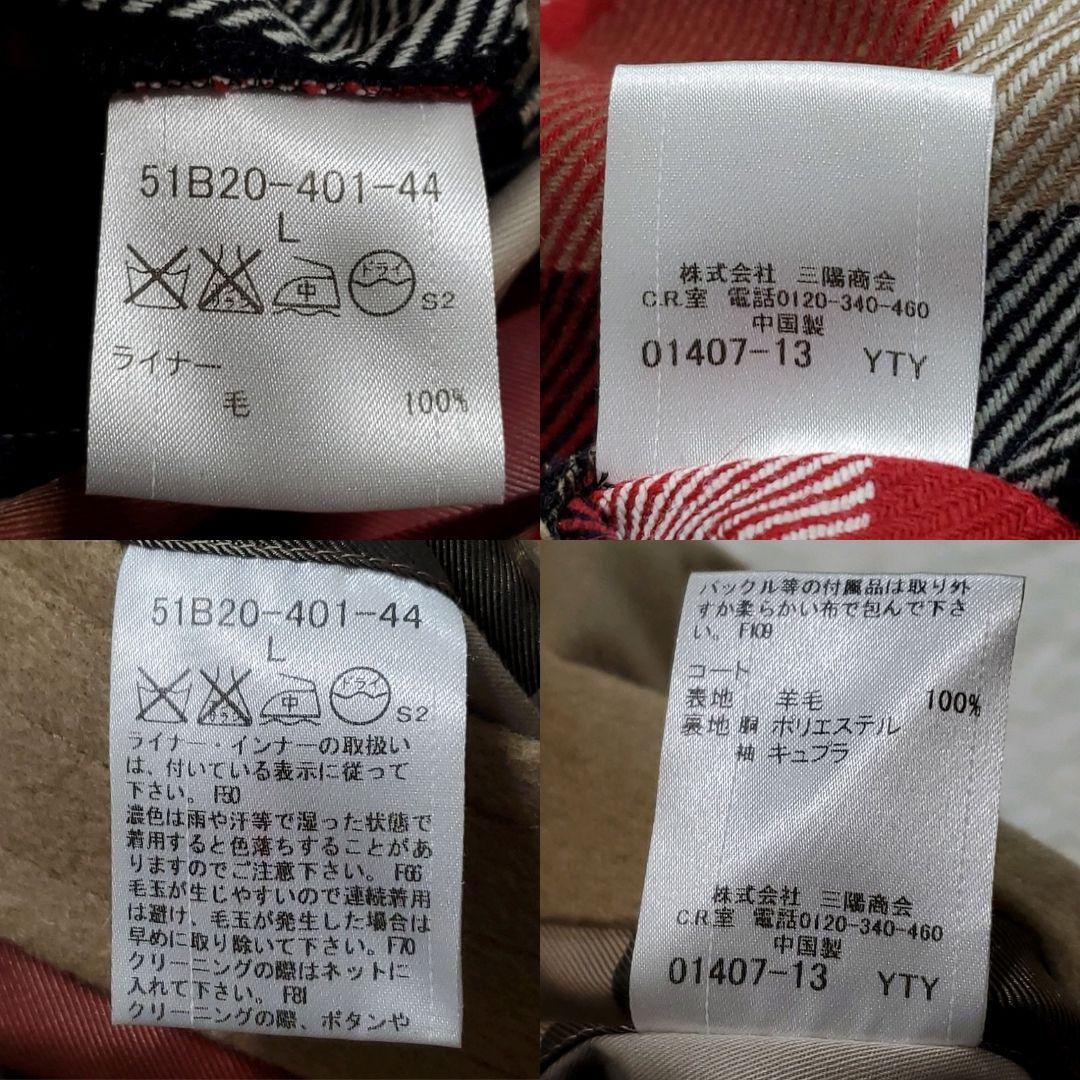 51B20-401-44
L
中 ドライ S2
ライナー
毛 100%
株式会社 三陽商会
C.R.室 電話0120-340-460
中国製
01407-13 YTY
51B20-401-44
L
中 ドライ S2
ライナー・インナーの取扱い
は、付いている表示に従って
下さい。 F50
濃色は雨や汗等で湿った状態で
着用すると色落ちすることがあ
りますのでご注意下さい。 F66
毛玉が生じやすいので連続着用
は避け、毛玉が発生した場合は
早めに取り除いて下さい。F70
クリーニングの際はネットに
入れて下さい。 F81
クリーニングの際、ボタンや
バックル等の付属品は取り外
すか柔らかい布で包んで下さ
い。 F109
コート
表地 羊毛 100%
裏地 胴 ポリエステル
袖 キュプラ
株式会社 三陽商会
C.R.室 電話0120-340-460
中国製
01407-13 YTY